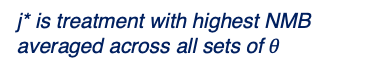 j* is treatment with highest NMB
averaged across all sets of θ